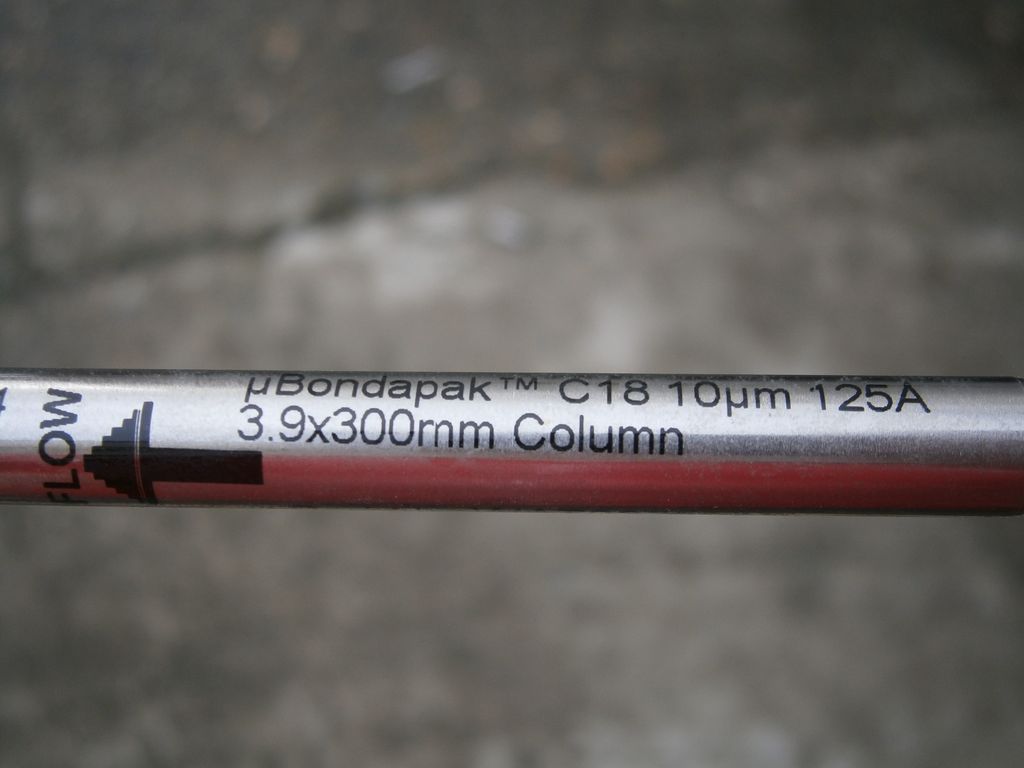 µBondapak™ C18 10µm 125A
3.9x300mm Column
FLOW